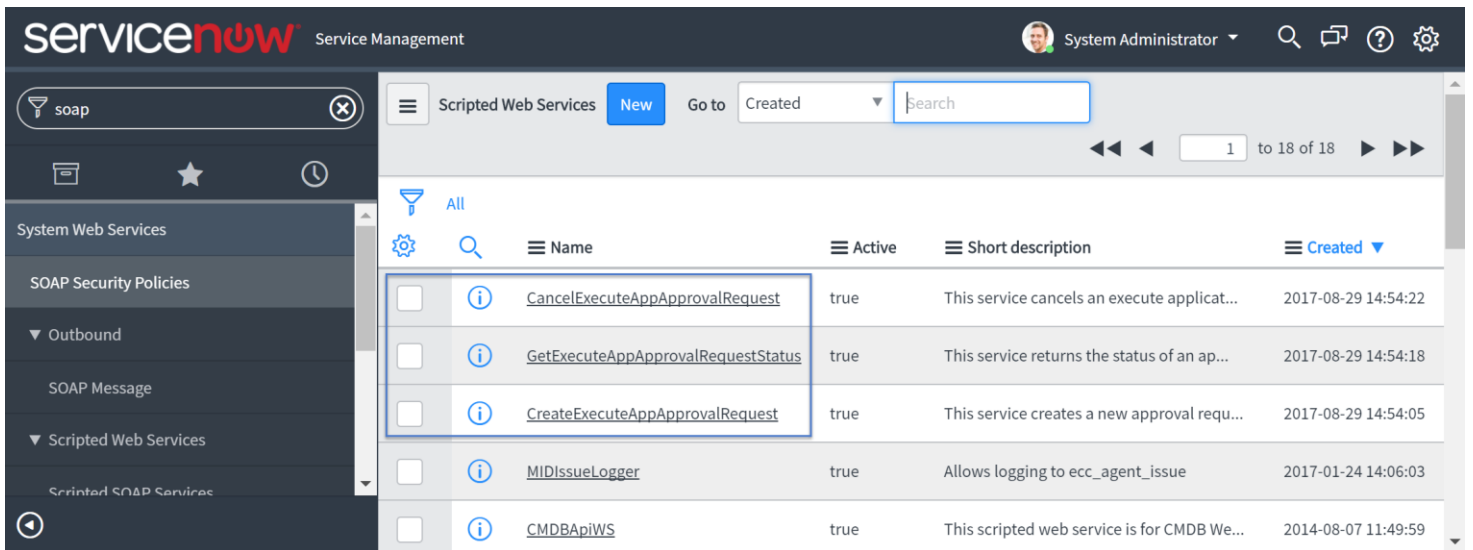 servicenow Service Management System Administrator
soap
Scripted Web Services New Go to Created Search
1 to 18 of 18
All
System Web Services
SOAP Security Policies
Outbound
SOAP Message
Scripted Web Services
Scripted SOAP Services
Name Active Short description Created
CancelExecuteAppApprovalRequest true This service cancels an execute applicat... 2017-08-29 14:54:22
GetExecuteAppApprovalRequestStatus true This service returns the status of an ap... 2017-08-29 14:54:18
CreateExecuteAppApprovalRequest true This service creates a new approval requ... 2017-08-29 14:54:05
MIDIssueLogger true Allows logging to ecc_agent_issue 2017-01-24 14:06:03
CMDBApiWS true This scripted web service is for CMDB We... 2014-08-07 11:49:59